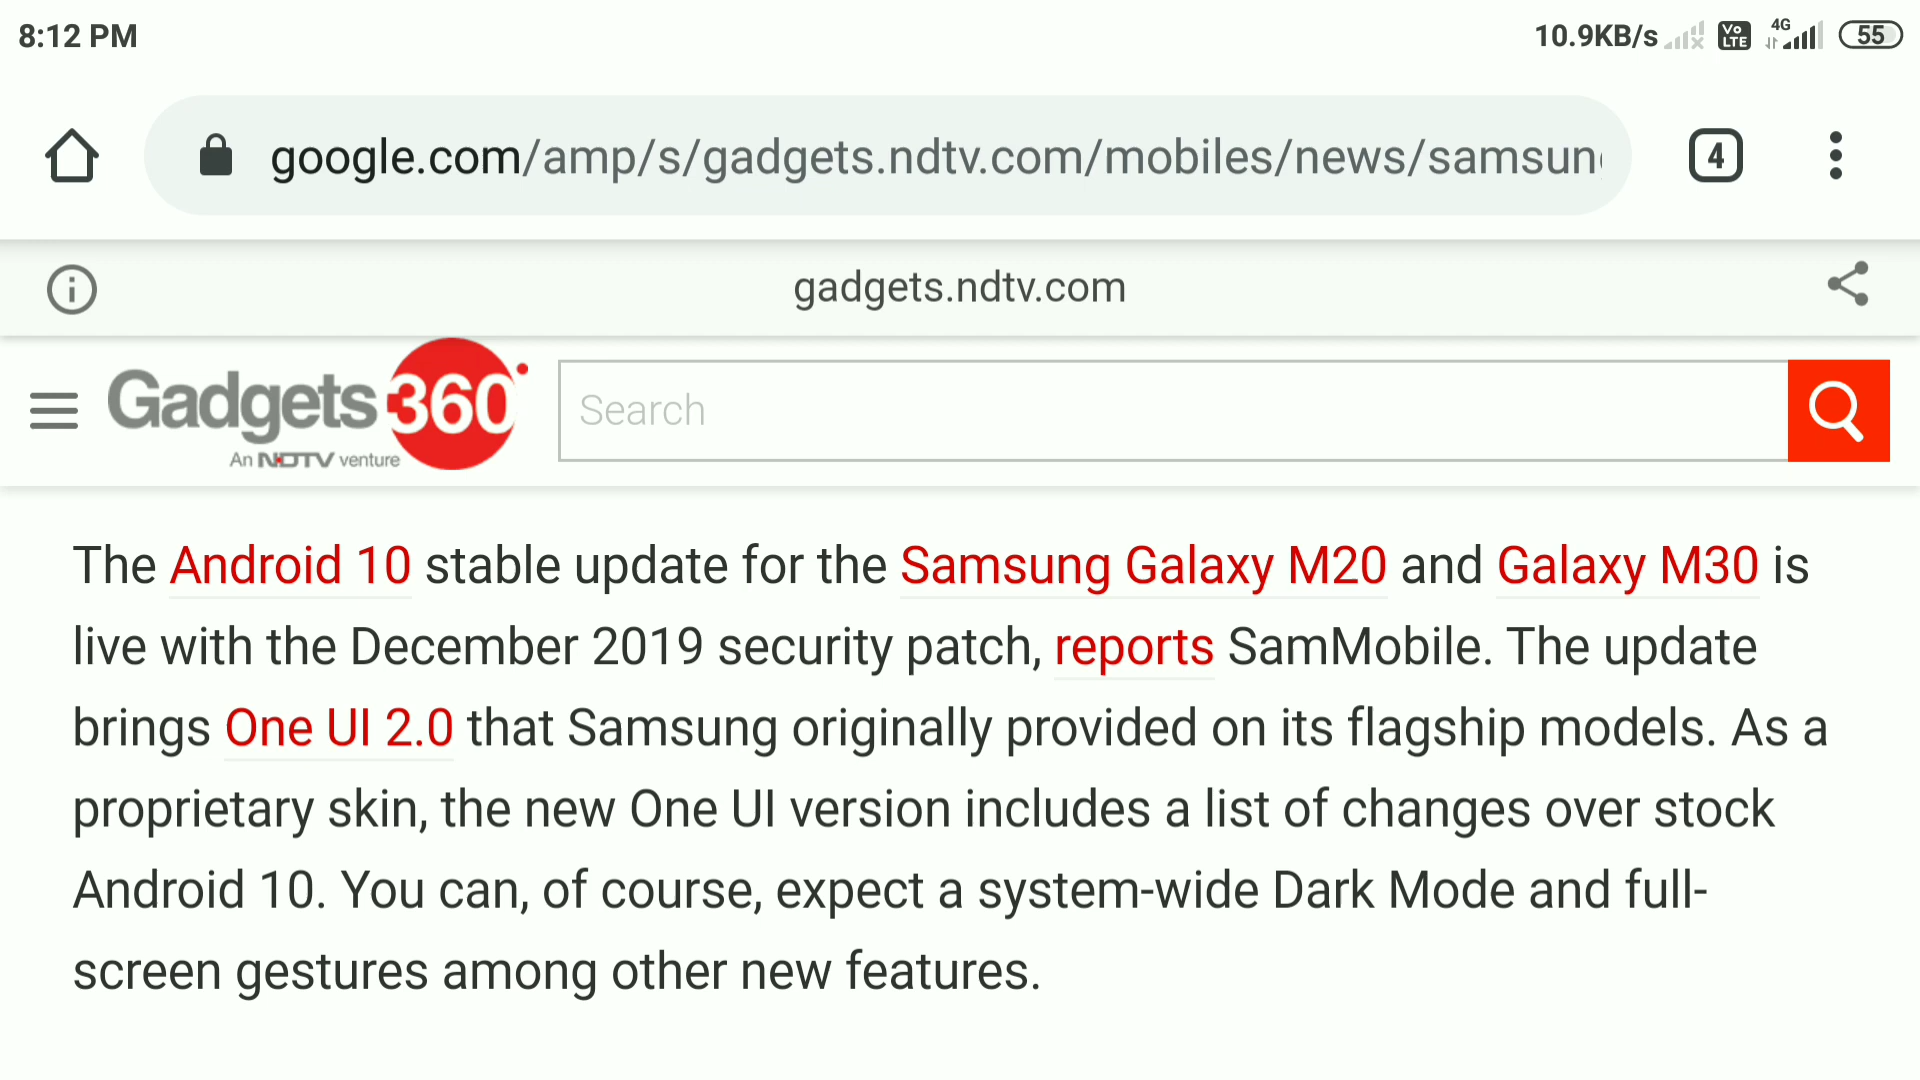 8:12 PM
10.9KB/s
Vo LTE
4G
55
google.com/amp/s/gadgets.ndtv.com/mobiles/news/samsun
4
gadgets.ndtv.com
Gadgets 360
An NDTV venture
Search
The Android 10 stable update for the Samsung Galaxy M20 and Galaxy M30 is
live with the December 2019 security patch, reports SamMobile. The update
brings One UI 2.0 that Samsung originally provided on its flagship models. As a
proprietary skin, the new One UI version includes a list of changes over stock
Android 10. You can, of course, expect a system-wide Dark Mode and full-
screen gestures among other new features.